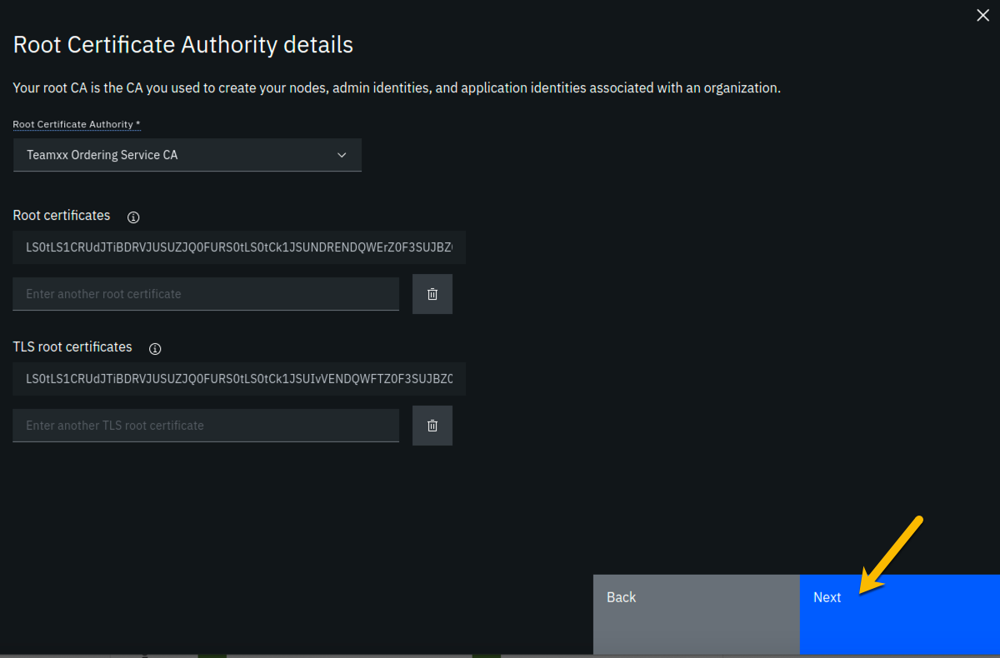 Root Certificate Authority details
Your root CA is the CA you used to create your nodes, admin identities, and application identities associated with an organization.
Root Certificate Authority *
Teamxx Ordering Service CA
Root certificates
LS0tLS1CRUdJTiBDRVJUSUZJQ0FURS0tLS0tCk1JSUNDRENDQWErZ0F3SUJBZ
Enter another root certificate
TLS root certificates
LS0tLS1CRUdJTiBDRVJUSUZJQ0FURS0tLS0tCk1JSUIvVENDQWFTZ0F3SUJBZ
Enter another TLS root certificate
Back
Next